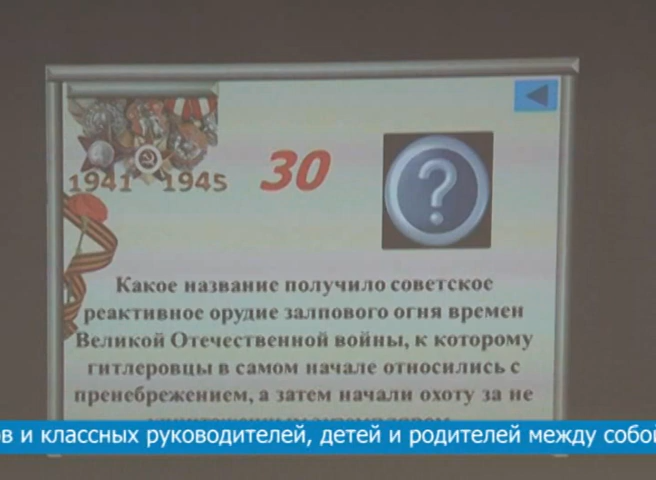 1941 1945
30
?
Какое название получило советское
реактивное орудие залпового огня времен
Великой Отечественной войны, к которому
гитлеровцы в самом начале относились с
пренебрежением, а затем начали охоту за не
ов и классных руководителей, детей и родителей между собой